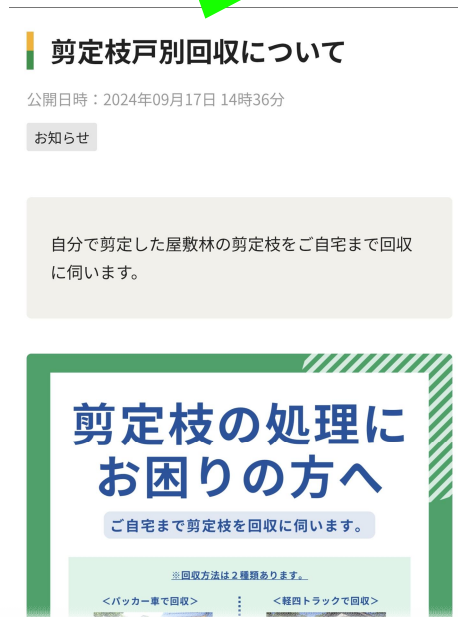 剪定枝戸別回収について
公開日時：2024年09月17日 14時36分
お知らせ
自分で剪定した屋敷林の剪定枝をご自宅まで回収
に伺います。
剪定枝の処理に
お困りの方へ
ご自宅まで剪定枝を回収に伺います。
※回収方法は２種類あります。
＜パッカー車で回収＞
＜軽四トラックで回収＞